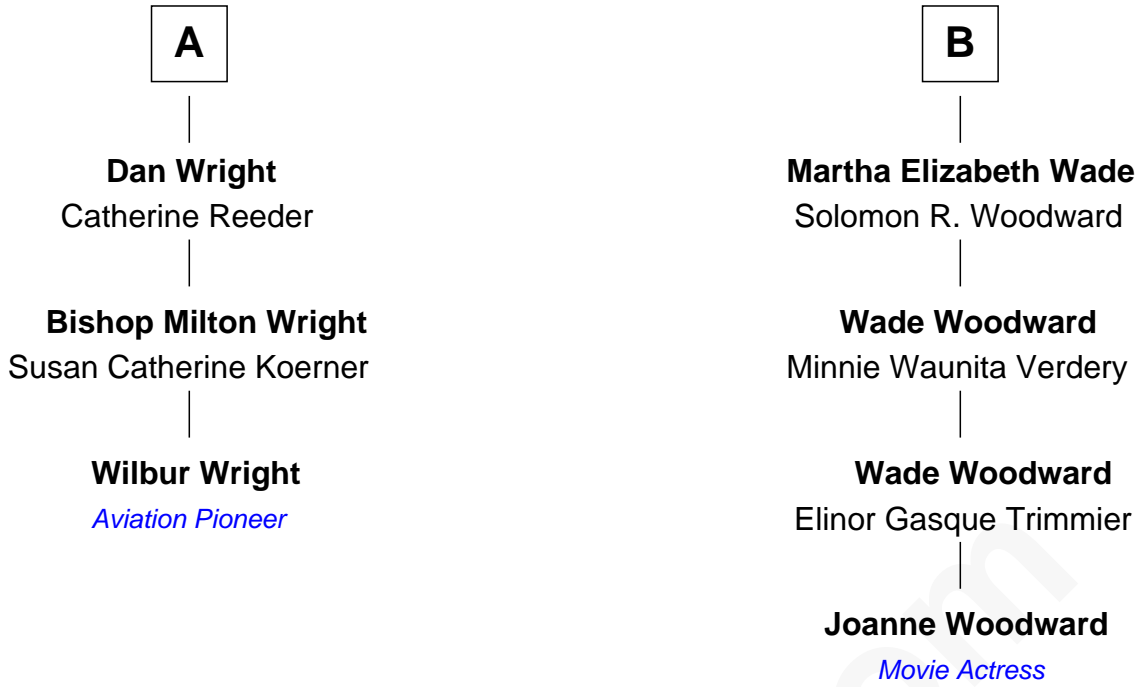 A
Dan Wright
Catherine Reeder
Bishop Milton Wright
Susan Catherine Koerner
Wilbur Wright
Aviation Pioneer
B
Martha Elizabeth Wade
Solomon R. Woodward
Wade Woodward
Minnie Waunita Verdery
Wade Woodward
Elinor Gasque Trimmier
Joanne Woodward
Movie Actress
om